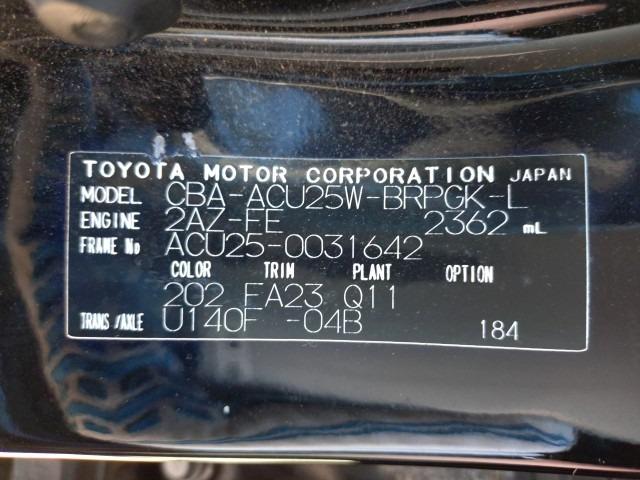 TOYOTA MOTOR CORPORATION JAPAN
MODEL CBA-ACU25W-BRPGK-L
ENGINE 2AZ-FE 2362 mL
FRAME No ACU25-0031642
COLOR TRIM PLANT OPTION
202 FA23 Q11
TRANS/AXLE U140F -04B 184